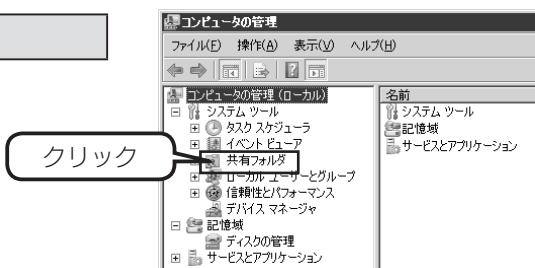 コンピュータの管理
ファイル(F) 操作(A) 表示(V) ヘルプ(H)
コンピュータの管理 (ローカル)
システム ツール
タスク スケジューラ
イベント ビューア
共有フォルダ
ローカル ユーザーとグループ
信頼性とパフォーマンス
デバイス マネージャ
記憶域
ディスクの管理
サービスとアプリケーション
名前
システム ツール
記憶域
サービスとアプリケーション
クリック